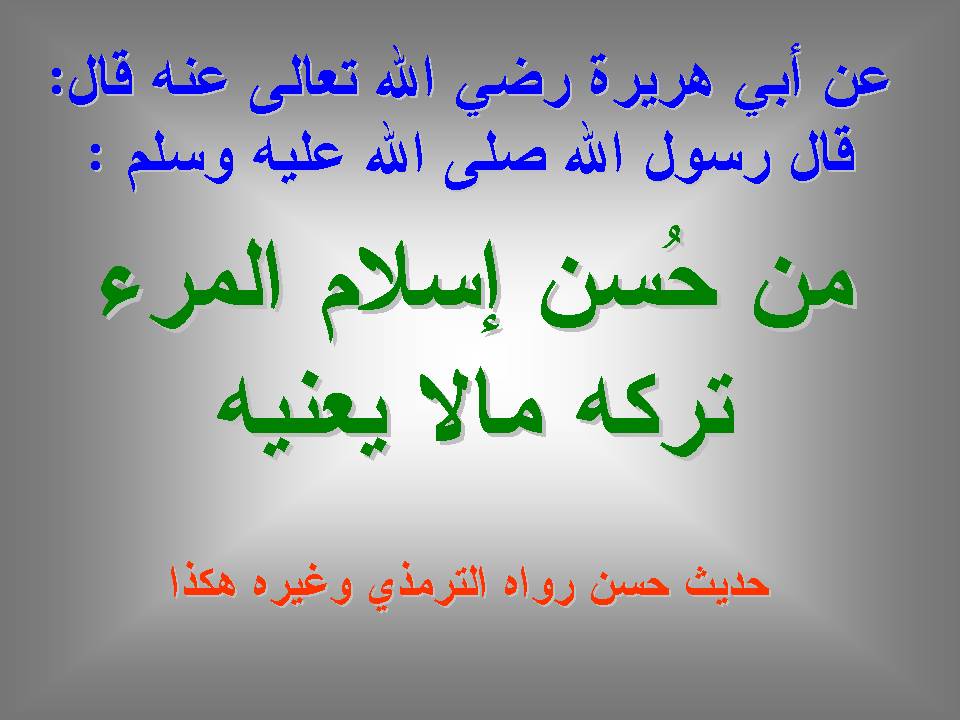 عن أبي هريرة رضي الله تعالى عنه قال:
قال رسول الله صلى الله عليه وسلم :
من حُسن إسلام المرء
تركه مالا يعنيه
حديث حسن رواه الترمذي وغيره هكذا